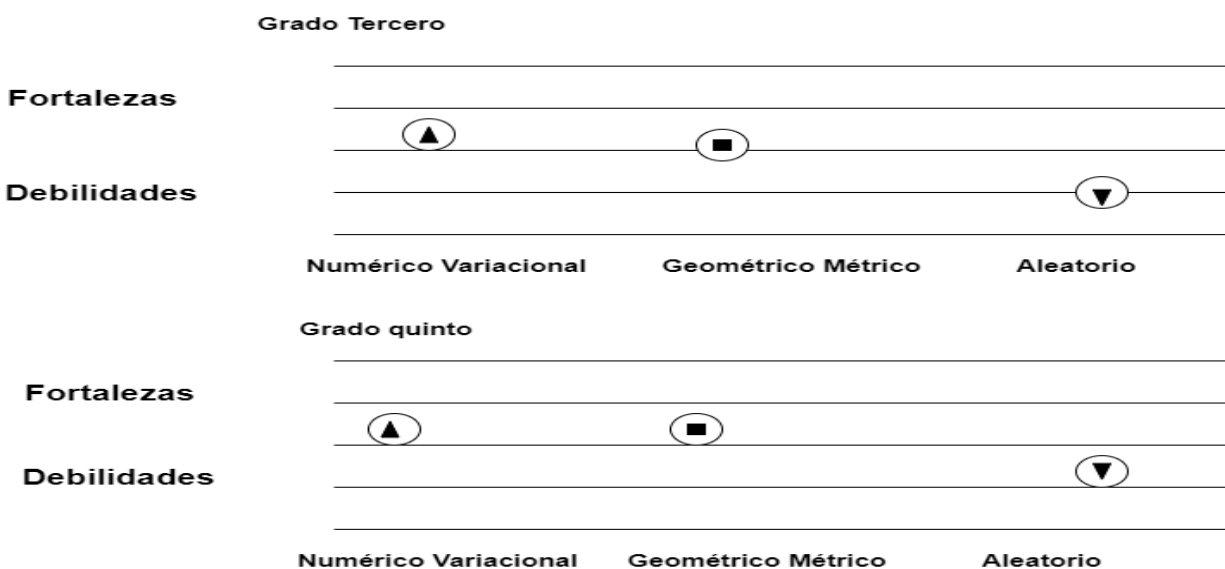 Grado Tercero
Fortalezas
Debilidades
Numérico Variacional Geométrico Métrico Aleatorio
Grado quinto
Fortalezas
Debilidades
Numérico Variacional Geométrico Métrico Aleatorio